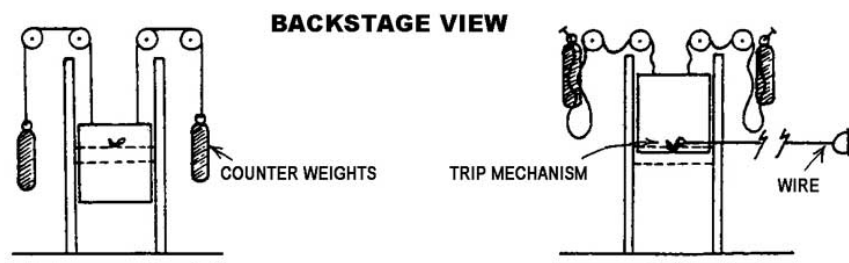 BACKSTAGE VIEW
COUNTER WEIGHTS
TRIP MECHANISM
WIRE